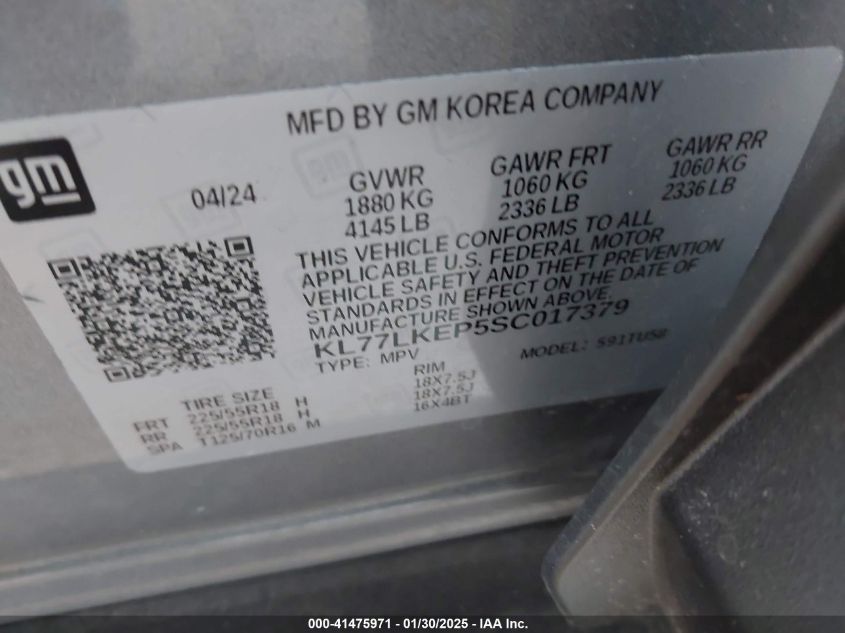 MFD BY GM KOREA COMPANY
gm
04/24
GVWR
1880 KG
4145 LB
GAWR FRT
1060 KG
2336 LB
GAWR RR
1060 KG
2336 LB
THIS VEHICLE CONFORMS TO ALL
APPLICABLE U.S. FEDERAL MOTOR
VEHICLE SAFETY AND THEFT PREVENTION
STANDARDS IN EFFECT ON THE DATE OF
MANUFACTURE SHOWN ABOVE.
KL77LKEP5SC017379
TYPE: MPV
MODEL: 591TU58
TIRE SIZE
RIM
FRT 225/55R18 H 18X7.5J
RR 225/55R18 H 18X7.5J
SPA T125/70R16 M 16X4BT
000-41475971 - 01/30/2025 - IAA Inc.